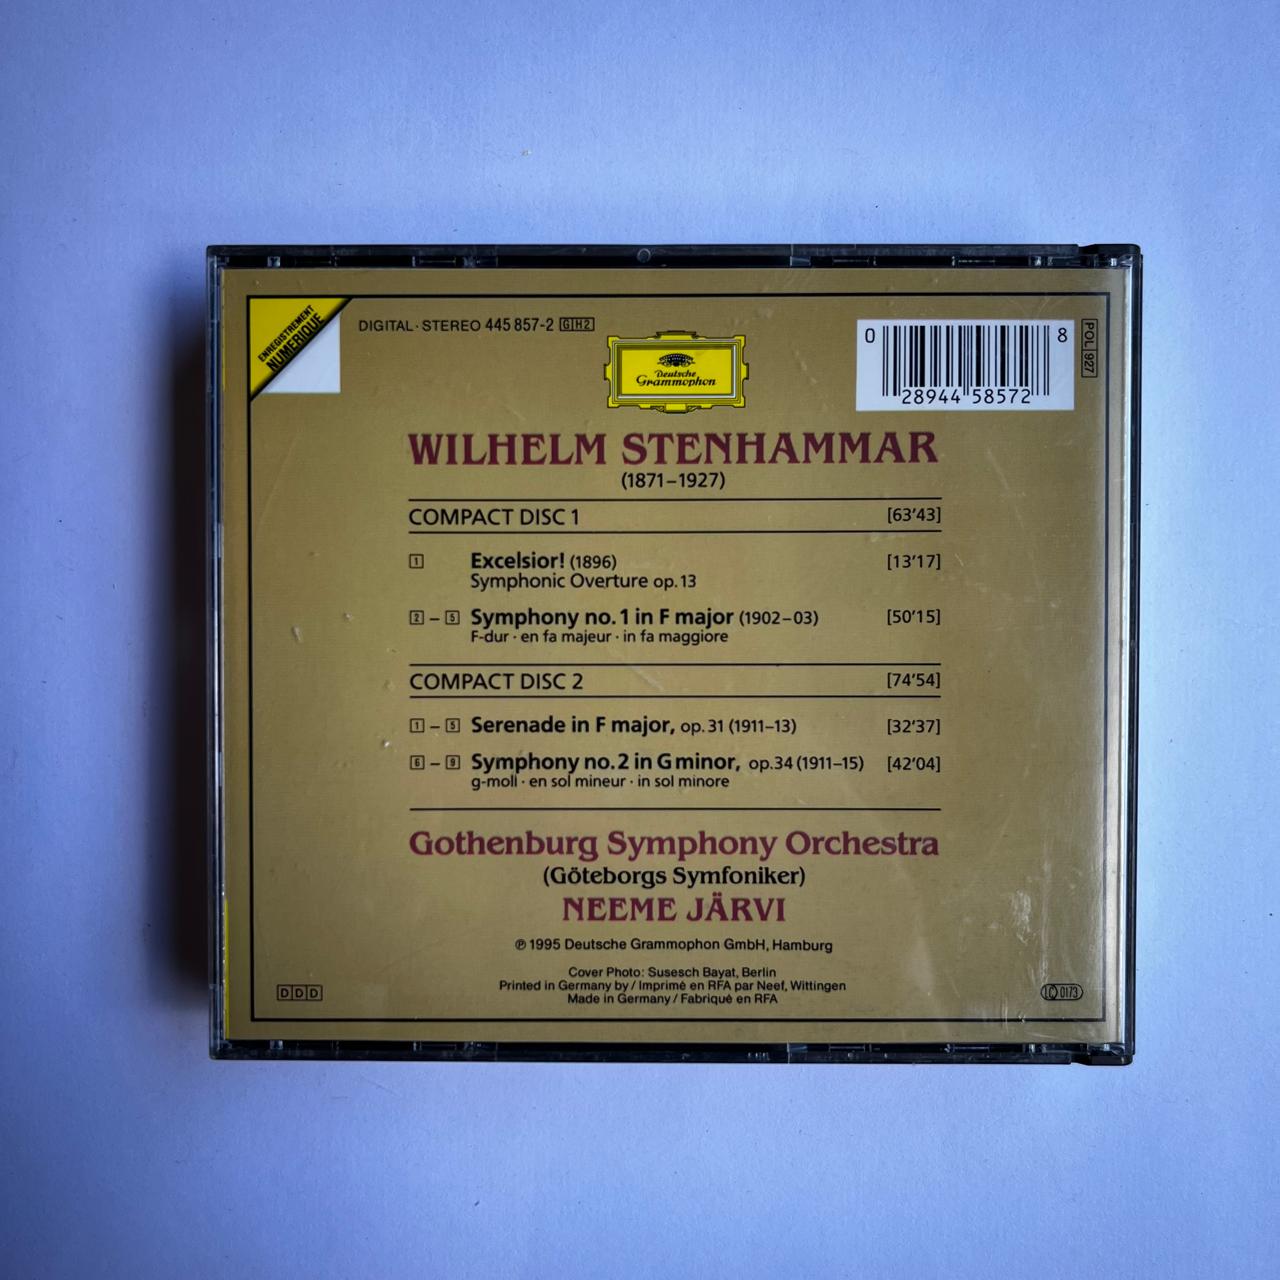 ENREGISTREMENT
NUMERIQUE
DIGITAL · STEREO 445 857-2 GH2
Deutsche
Grammophon
0 28944 58572 8
POL 927
WILHELM STENHAMMAR
(1871–1927)
COMPACT DISC 1 [63'43]
1 Excelsior! (1896) [13'17]
Symphonic Overture op. 13
2 – 5 Symphony no. 1 in F major (1902–03) [50'15]
F-dur · en fa majeur · in fa maggiore
COMPACT DISC 2 [74'54]
1 – 5 Serenade in F major, op. 31 (1911–13) [32'37]
6 – 9 Symphony no. 2 in G minor, op. 34 (1911–15) [42'04]
g-moll · en sol mineur · in sol minore
Gothenburg Symphony Orchestra
(Göteborgs Symfoniker)
NEEME JÄRVI
℗ 1995 Deutsche Grammophon GmbH, Hamburg
Cover Photo: Susesch Bayat, Berlin
Printed in Germany by / Imprimé en RFA par Neef, Wittingen
Made in Germany / Fabriqué en RFA
DDD
LC 0173